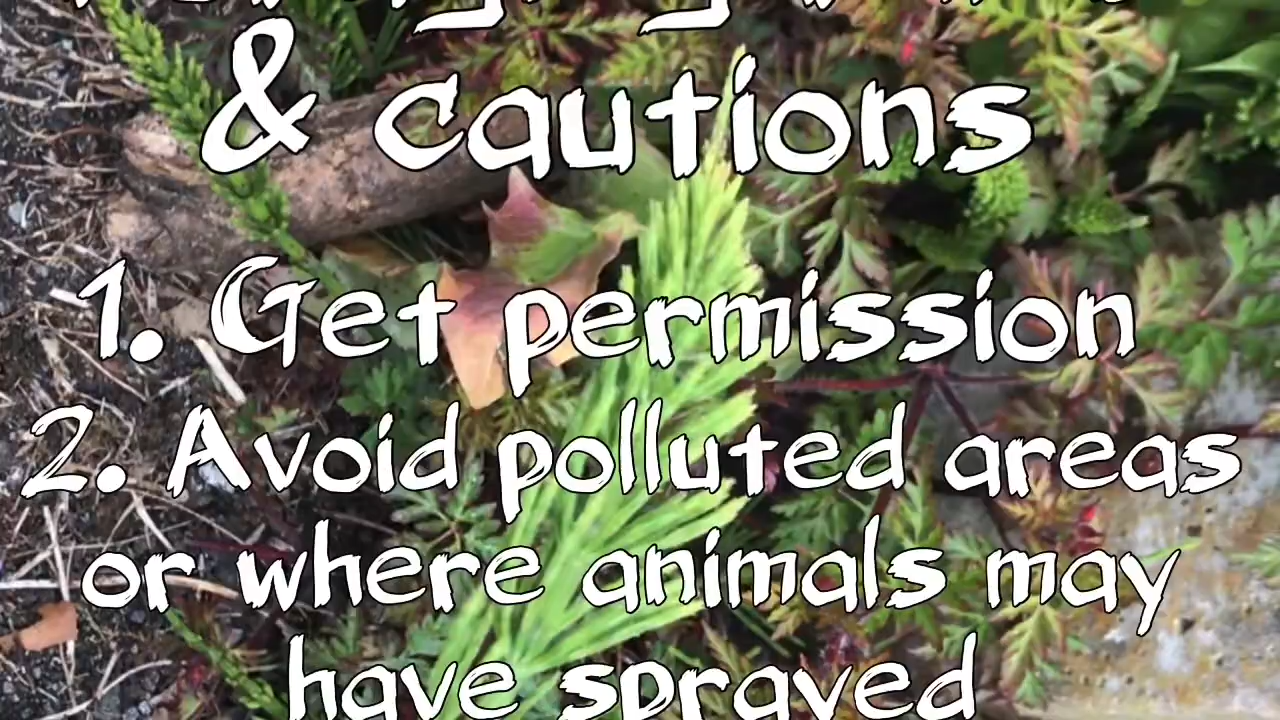 & cautions
1. Get permission
2. Avoid polluted areas
or where animals may
have sprayed